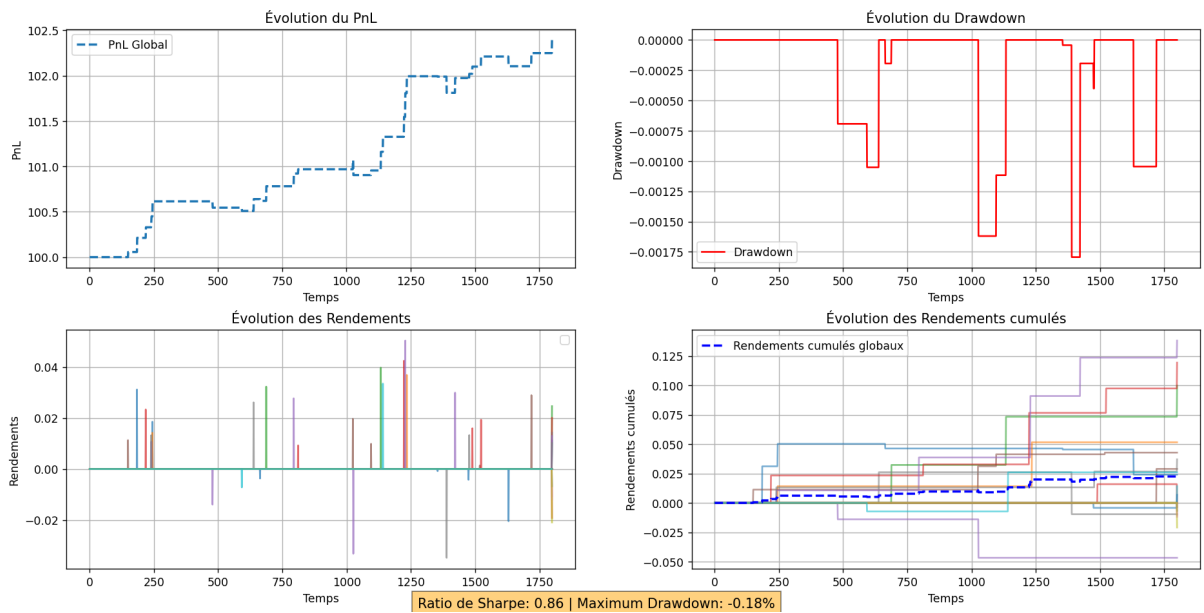 Évolution du PnL
PnL Global
PnL
102.5
102.0
101.5
101.0
100.5
100.0
0 250 500 750 1000 1250 1500 1750
Temps
Évolution du Drawdown
Drawdown
0.00000
−0.00025
−0.00050
−0.00075
−0.00100
−0.00125
−0.00150
−0.00175
Drawdown
0 250 500 750 1000 1250 1500 1750
Temps
Évolution des Rendements
Rendements
0.04
0.02
0.00
−0.02
0 250 500 750 1000 1250 1500 1750
Temps
Évolution des Rendements cumulés
Rendements cumulés globaux
Rendements cumulés
0.125
0.100
0.075
0.050
0.025
0.000
−0.025
−0.050
0 250 500 750 1000 1250 1500 1750
Temps
Ratio de Sharpe: 0.86 | Maximum Drawdown: -0.18%